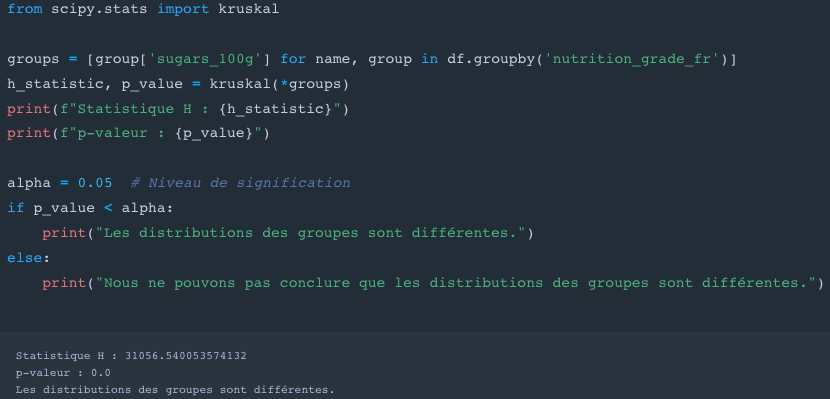 from scipy.stats import kruskal
groups = [group['sugars_100g'] for name, group in df.groupby('nutrition_grade_fr')]
h_statistic, p_value = kruskal(*groups)
print(f"Statistique H : {h_statistic}")
print(f"p-valeur : {p_value}")
alpha = 0.05  # Niveau de signification
if p_value < alpha:
    print("Les distributions des groupes sont différentes.")
else:
    print("Nous ne pouvons pas conclure que les distributions des groupes sont différentes.")
Statistique H : 31056.540053574132
p-valeur : 0.0
Les distributions des groupes sont différentes.